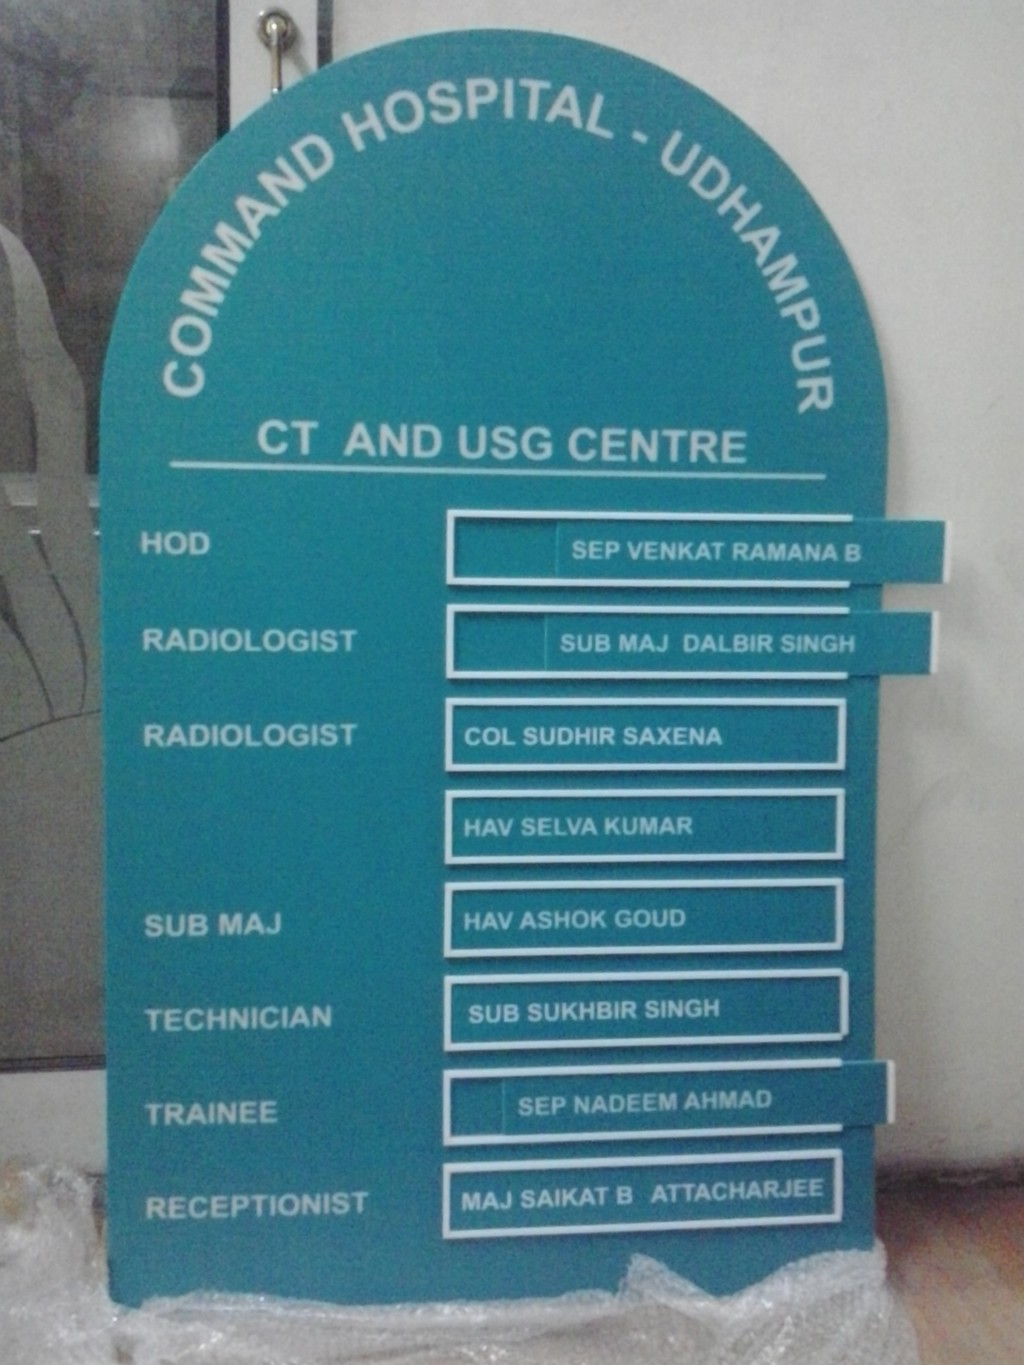 COMMAND HOSPITAL - UDHAMPUR
CT AND USG CENTRE
HOD SEP VENKAT RAMANA B
RADIOLOGIST SUB MAJ DALBIR SINGH
RADIOLOGIST COL SUDHIR SAXENA
HAV SELVA KUMAR
SUB MAJ HAV ASHOK GOUD
TECHNICIAN SUB SUKHBIR SINGH
TRAINEE SEP NADEEM AHMAD
RECEPTIONIST MAJ SAIKAT B ATTACHARJEE